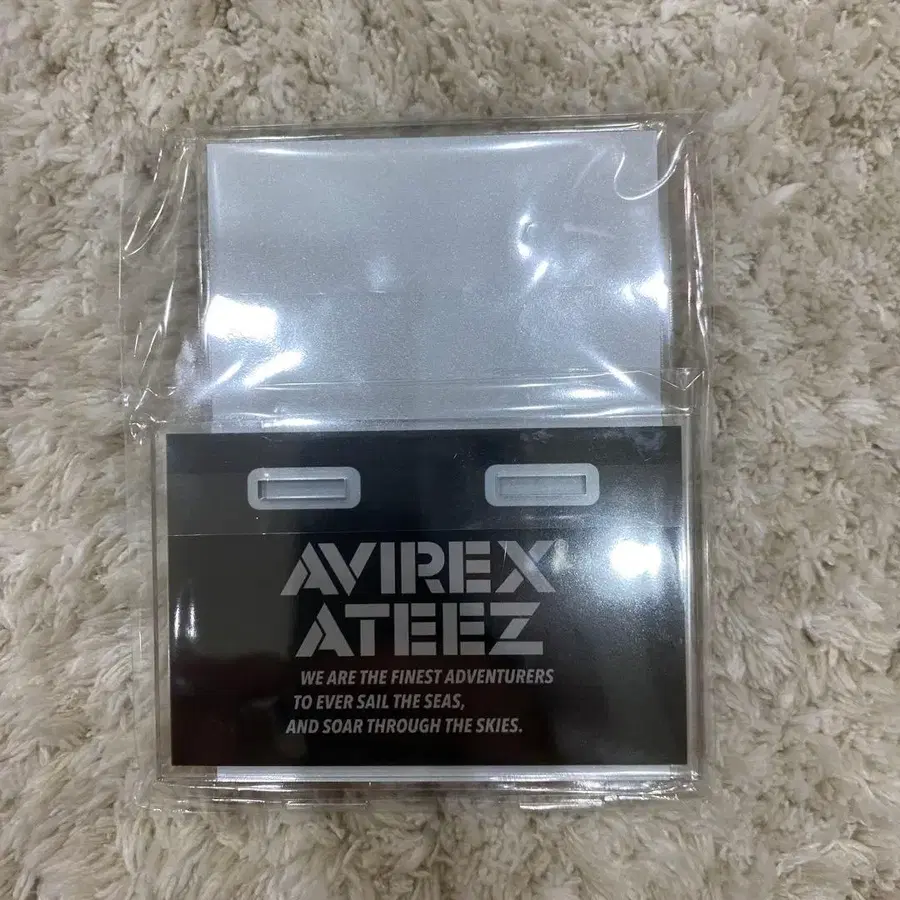 AVIREX
ATEEZ
WE ARE THE FINEST ADVENTURERS
TO EVER SAIL THE SEAS,
AND SOAR THROUGH THE SKIES.